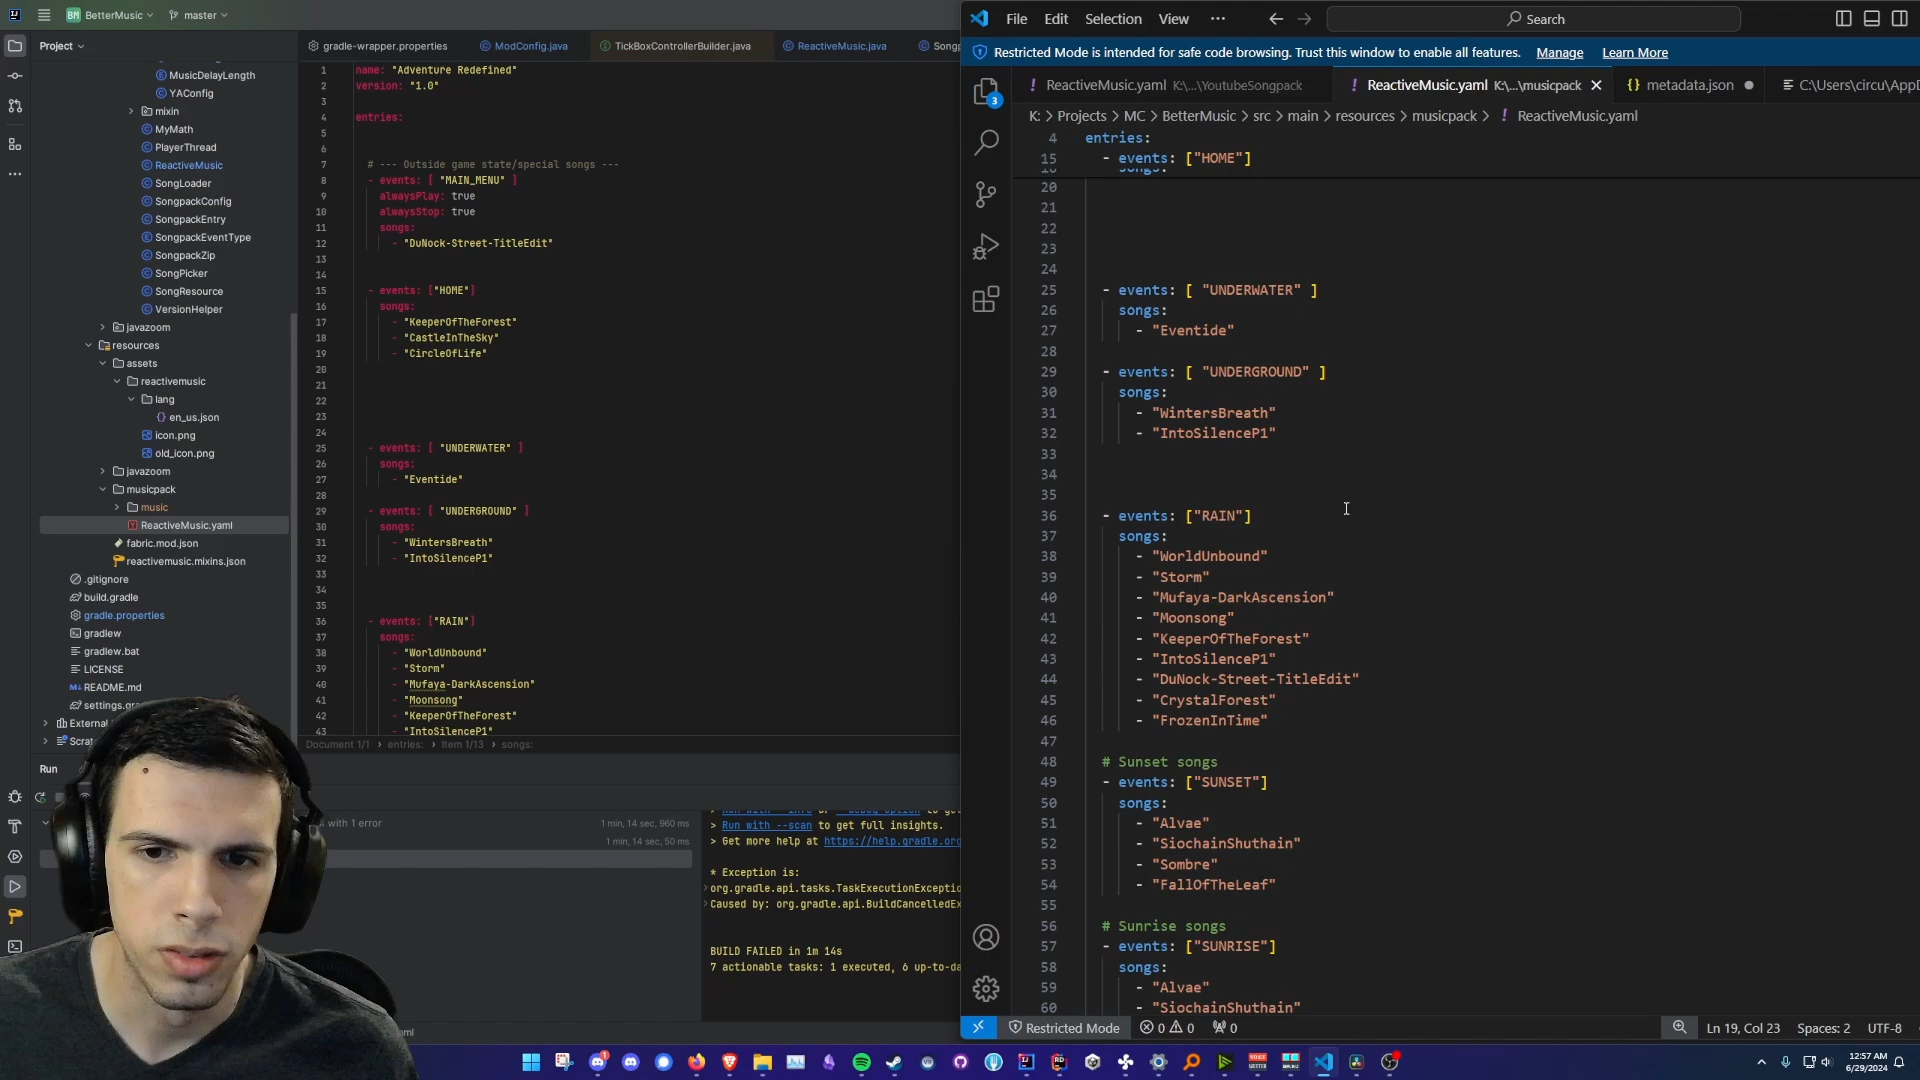 BM BetterMusic master
File Edit Selection View Search
Project
gradle-wrapper.properties ModConfig.java TickBoxControllerBuilder.java ReactiveMusic.java
Restricted Mode is intended for safe code browsing. Trust this window to enable all features. Manage Learn More
ReactiveMusic.yaml K:\...\YoutubeSongpack ReactiveMusic.yaml K:\...\musicpack metadata.json
K: > Projects > MC > BetterMusic > src > main > resources > musicpack > ! ReactiveMusic.yaml
MusicDelayLength
YAConfig
mixin
MyMath
PlayerThread
ReactiveMusic
SongLoader
SongpackConfig
SongpackEntry
SongpackEventType
SongpackZip
SongPicker
SongResource
VersionHelper
javazoom
resources
assets
reactivemusic
lang
en_us.json
icon.png
old_icon.png
javazoom
musicpack
music
ReactiveMusic.yaml
fabric.mod.json
reactivemusic.mixins.json
.gitignore
build.gradle
gradle.properties
gradlew
gradlew.bat
LICENSE
README.md
settings.gra
External
Scrat
1 name: "Adventure Redefined"
2 version: "1.0"
3
4 entries:
5
6
7 # --- Outside game state/special songs ---
8 - events: [ "MAIN_MENU" ]
9 alwaysPlay: true
10 alwaysStop: true
11 songs:
12 - "DuNock-Street-TitleEdit"
13
14
15 - events: ["HOME"]
16 songs:
17 - "KeeperOfTheForest"
18 - "CastleInTheSky"
19 - "CircleOfLife"
20
21
22
23
24
25 - events: [ "UNDERWATER" ]
26 songs:
27 - "Eventide"
28
29 - events: [ "UNDERGROUND" ]
30 songs:
31 - "WintersBreath"
32 - "IntoSilenceP1"
33
34
35
36 - events: ["RAIN"]
37 songs:
38 - "WorldUnbound"
39 - "Storm"
40 - "Mufaya-DarkAscension"
41 - "Moonsong"
42 - "KeeperOfTheForest"
43 - "IntoSilenceP1"
Document 1/1 > entries: > Item 1/13 > songs:
4 entries:
15 - events: ["HOME"]
songs:
20
21
22
23
24
25 - events: [ "UNDERWATER" ]
26 songs:
27 - "Eventide"
28
29 - events: [ "UNDERGROUND" ]
30 songs:
31 - "WintersBreath"
32 - "IntoSilenceP1"
33
34
35
36 - events: ["RAIN"]
37 songs:
38 - "WorldUnbound"
39 - "Storm"
40 - "Mufaya-DarkAscension"
41 - "Moonsong"
42 - "KeeperOfTheForest"
43 - "IntoSilenceP1"
44 - "DuNock-Street-TitleEdit"
45 - "CrystalForest"
46 - "FrozenInTime"
47
48 # Sunset songs
49 - events: ["SUNSET"]
50 songs:
51 - "Alvae"
52 - "SiochainShuthain"
53 - "Sombre"
54 - "FallOfTheLeaf"
55
56 # Sunrise songs
57 - events: ["SUNRISE"]
58 songs:
59 - "Alvae"
60 - "SiochainShuthain"
3
Run
with 1 error 1 min, 14 sec, 960 ms
1 min, 14 sec, 50 ms
> Run with --scan to get full insights.
> Get more help at https://help.gradle.org
* Exception is:
org.gradle.api.tasks.TaskExecutionExceptio
Caused by: org.gradle.api.BuildCancelledEx
BUILD FAILED in 1m 14s
7 actionable tasks: 1 executed, 6 up-to-da
Restricted Mode 0 0 0 Ln 19, Col 23 Spaces: 2 UTF-8
12:57 AM
6/29/2024